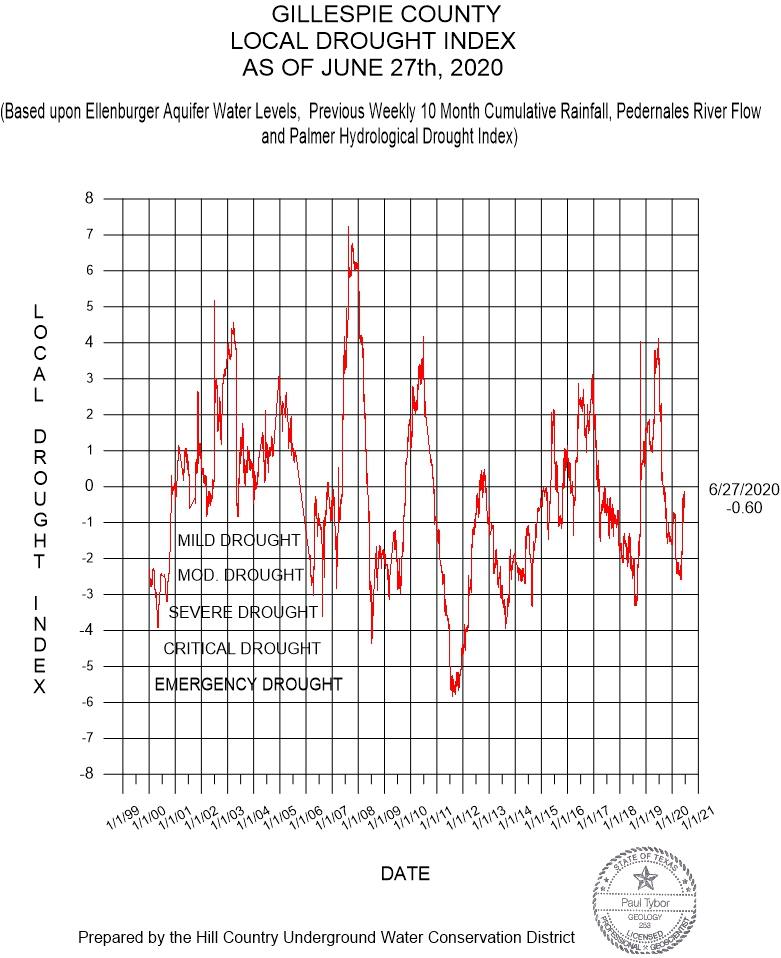 GILLESPIE COUNTY
LOCAL DROUGHT INDEX
AS OF JUNE 27th, 2020
(Based upon Ellenburger Aquifer Water Levels, Previous Weekly 10 Month Cumulative Rainfall, Pedernales River Flow
and Palmer Hydrological Drought Index)
LOCAL DROUGHT INDEX
8
7
6
5
4
3
2
1
0
-1
-2
-3
-4
-5
-6
-7
-8
MILD DROUGHT
MOD. DROUGHT
SEVERE DROUGHT
CRITICAL DROUGHT
EMERGENCY DROUGHT
6/27/2020
-0.60
1/1/99 1/1/00 1/1/01 1/1/02 1/1/03 1/1/04 1/1/05 1/1/06 1/1/07 1/1/08 1/1/09 1/1/10 1/1/11 1/1/12 1/1/13 1/1/14 1/1/15 1/1/16 1/1/17 1/1/18 1/1/19 1/1/20 1/1/21
DATE
STATE OF TEXAS
Paul Tybor
GEOLOGY
253
LICENSED
PROFESSIONAL GEOSCIENTIST
Prepared by the Hill Country Underground Water Conservation District